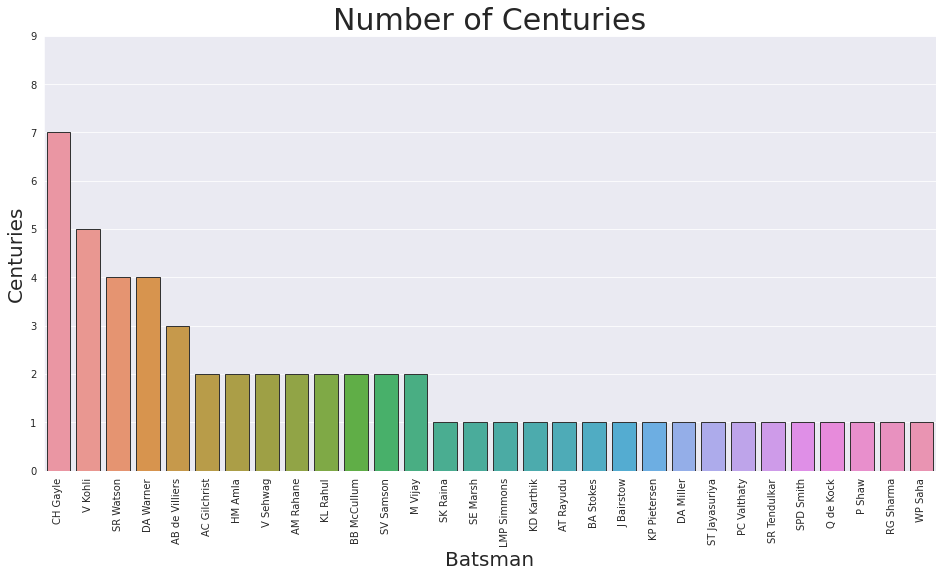 Number of Centuries
Centuries
9
8
7
6
5
4
3
2
1
0
CH Gayle
V Kohli
SR Watson
DA Warner
AB de Villiers
AC Gilchrist
HM Amla
V Sehwag
AM Rahane
KL Rahul
BB McCullum
SV Samson
M Vijay
SK Raina
SE Marsh
LMP Simmons
KD Karthik
AT Rayudu
BA Stokes
J Bairstow
KP Pietersen
DA Miller
ST Jayasuriya
PC Valthaty
SR Tendulkar
SPD Smith
Q de Kock
P Shaw
RG Sharma
WP Saha
Batsman